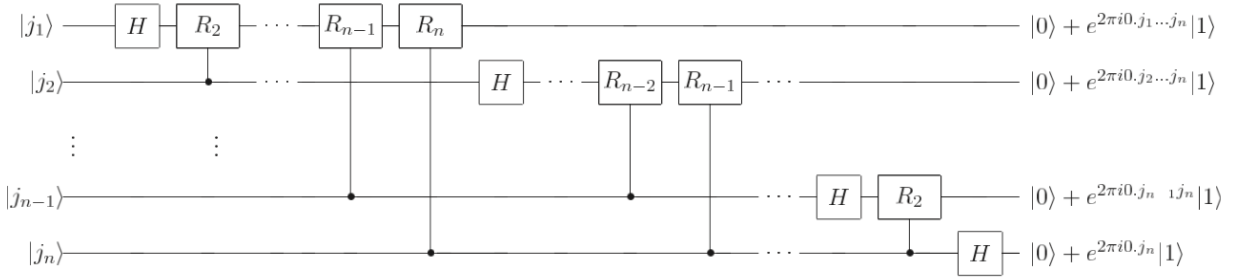 |j₁⟩ H R₂ ··· Rₙ₋₁ Rₙ |0⟩ + e^{2πi0.j₁...jₙ}|1⟩
|j₂⟩ ··· H ··· Rₙ₋₂ Rₙ₋₁ ··· |0⟩ + e^{2πi0.j₂...jₙ}|1⟩
⋮ ⋮
|jₙ₋₁⟩ ··· H R₂ |0⟩ + e^{2πi0.jₙ ₁jₙ}|1⟩
|jₙ⟩ ··· H |0⟩ + e^{2πi0.jₙ}|1⟩